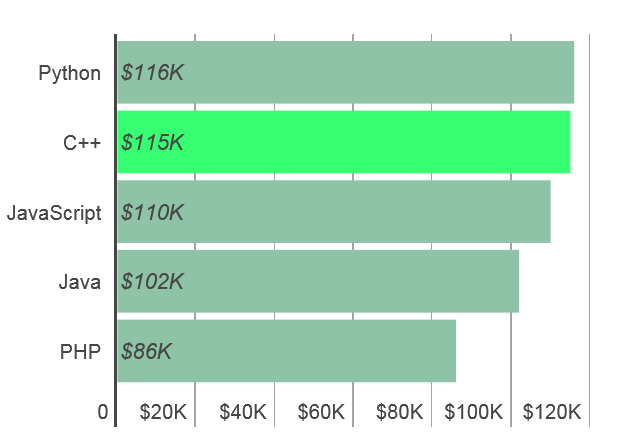 Python $116K
C++ $115K
JavaScript $110K
Java $102K
PHP $86K
0 $20K $40K $60K $80K $100K $120K